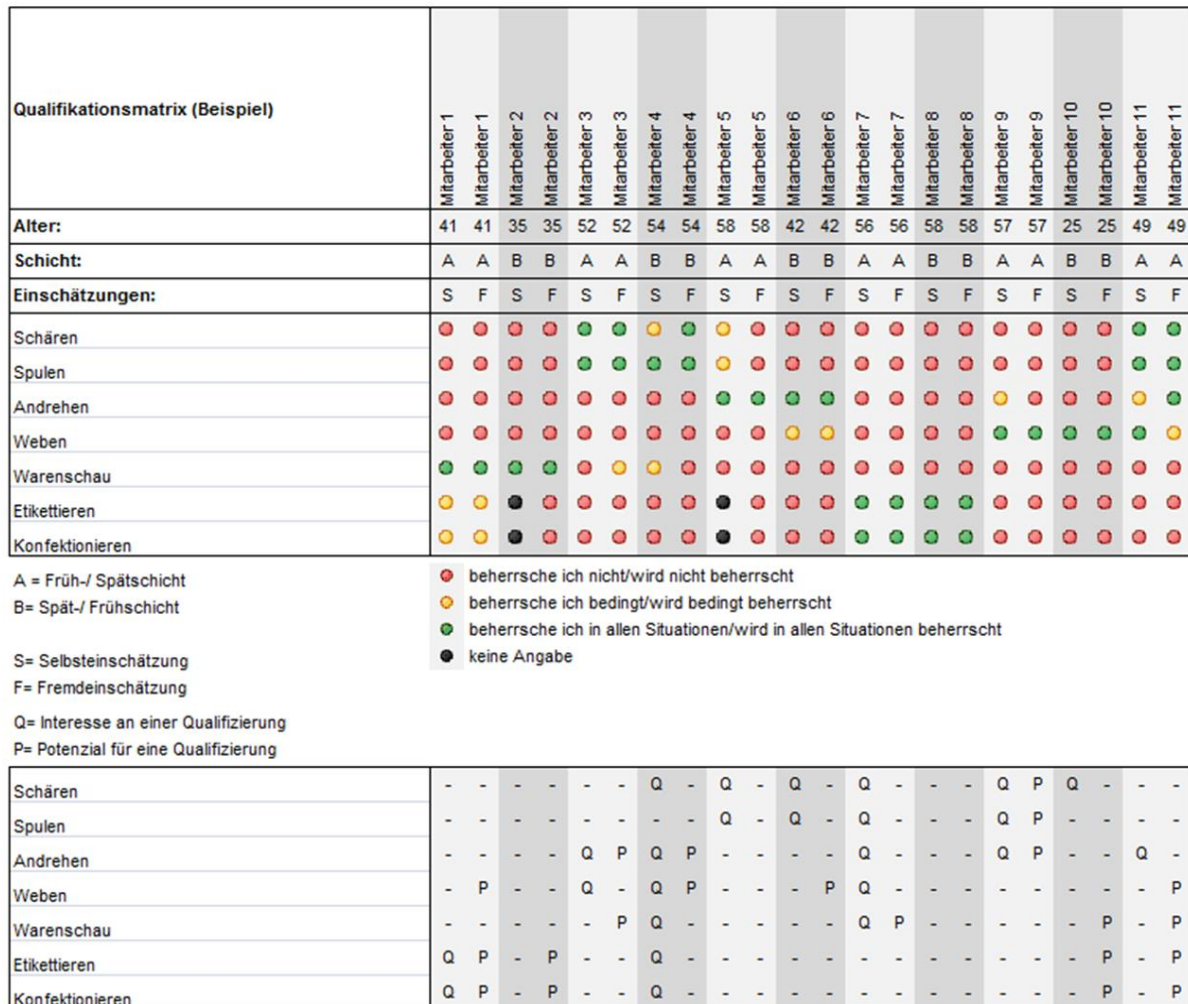 Qualifikationsmatrix (Beispiel) Mitarbeiter 1 Mitarbeiter 1 Mitarbeiter 2 Mitarbeiter 2 Mitarbeiter 3 Mitarbeiter 3 Mitarbeiter 4 Mitarbeiter 4 Mitarbeiter 5 Mitarbeiter 5 Mitarbeiter 6 Mitarbeiter 6 Mitarbeiter 7 Mitarbeiter 7 Mitarbeiter 8 Mitarbeiter 8 Mitarbeiter 9 Mitarbeiter 9 Mitarbeiter 10 Mitarbeiter 10 Mitarbeiter 11 Mitarbeiter 11
Alter: 41 41 35 35 52 52 54 54 58 58 42 42 56 56 58 58 57 57 25 25 49 49
Schicht: A A B B A A B B A A B B A A B B A A B B A A
Einschätzungen: S F S F S F S F S F S F S F S F S F S F S F
Schären
Spulen
Andrehen
Weben
Warenschau
Etikettieren
Konfektionieren
A = Früh-/ Spätschicht
B= Spät-/ Frühschicht
S= Selbsteinschätzung
F= Fremdeinschätzung
Q= Interesse an einer Qualifizierung
P= Potenzial für eine Qualifizierung
beherrsche ich nicht/wird nicht beherrscht
beherrsche ich bedingt/wird bedingt beherrscht
beherrsche ich in allen Situationen/wird in allen Situationen beherrscht
keine Angabe
Schären - - - - - - Q - Q - Q - Q - - - Q P Q - - -
Spulen - - - - - - - - Q - Q - Q - - - Q P - - - -
Andrehen - - - - Q P Q P - - - - Q - - - Q P - - Q -
Weben - P - - Q - Q P - - - P Q - - - - - - - - P
Warenschau - - - - - P Q - - - - - Q P - - - - - P - P
Etikettieren Q P - P - - Q - - - - - - - - - - - - P - P
Konfektionieren Q P - P - - Q - - - - - - - - - - - - P - P